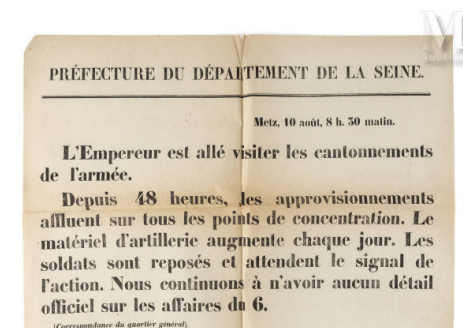 M
Auction
PRÉFECTURE DU DÉPARTEMENT DE LA SEINE.
Metz, 10 août, 8 h. 30 matin.
L'Empereur est allé visiter les cantonnements
de l'armée.
Depuis 48 heures, les approvisionnements
affluent sur tous les points de concentration. Le
matériel d'artillerie augmente chaque jour. Les
soldats sont reposés et attendent le signal de
l'action. Nous continuons à n'avoir aucun détail
officiel sur les affaires du 6.
(Correspondance du quartier général).